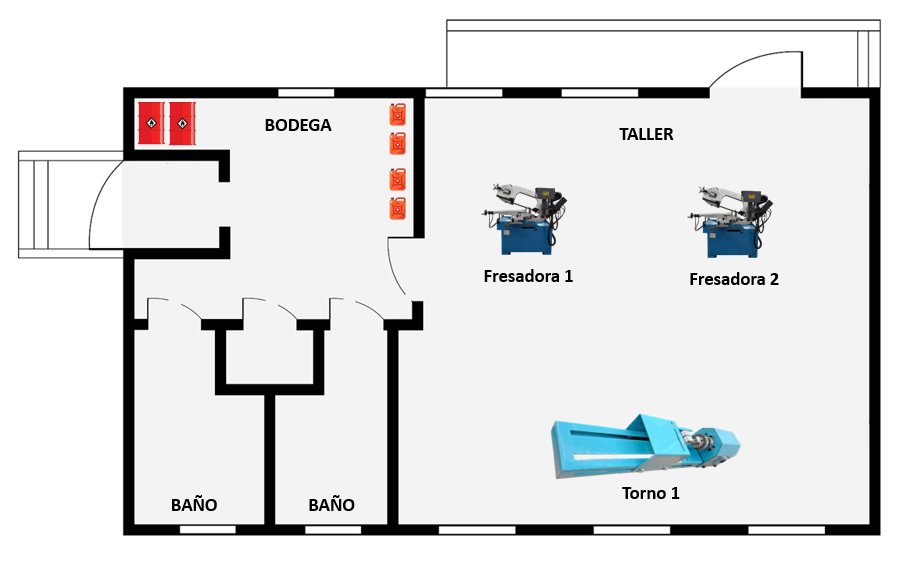 BODEGA
TALLER
Fresadora 1
Fresadora 2
Torno 1
BAÑO
BAÑO